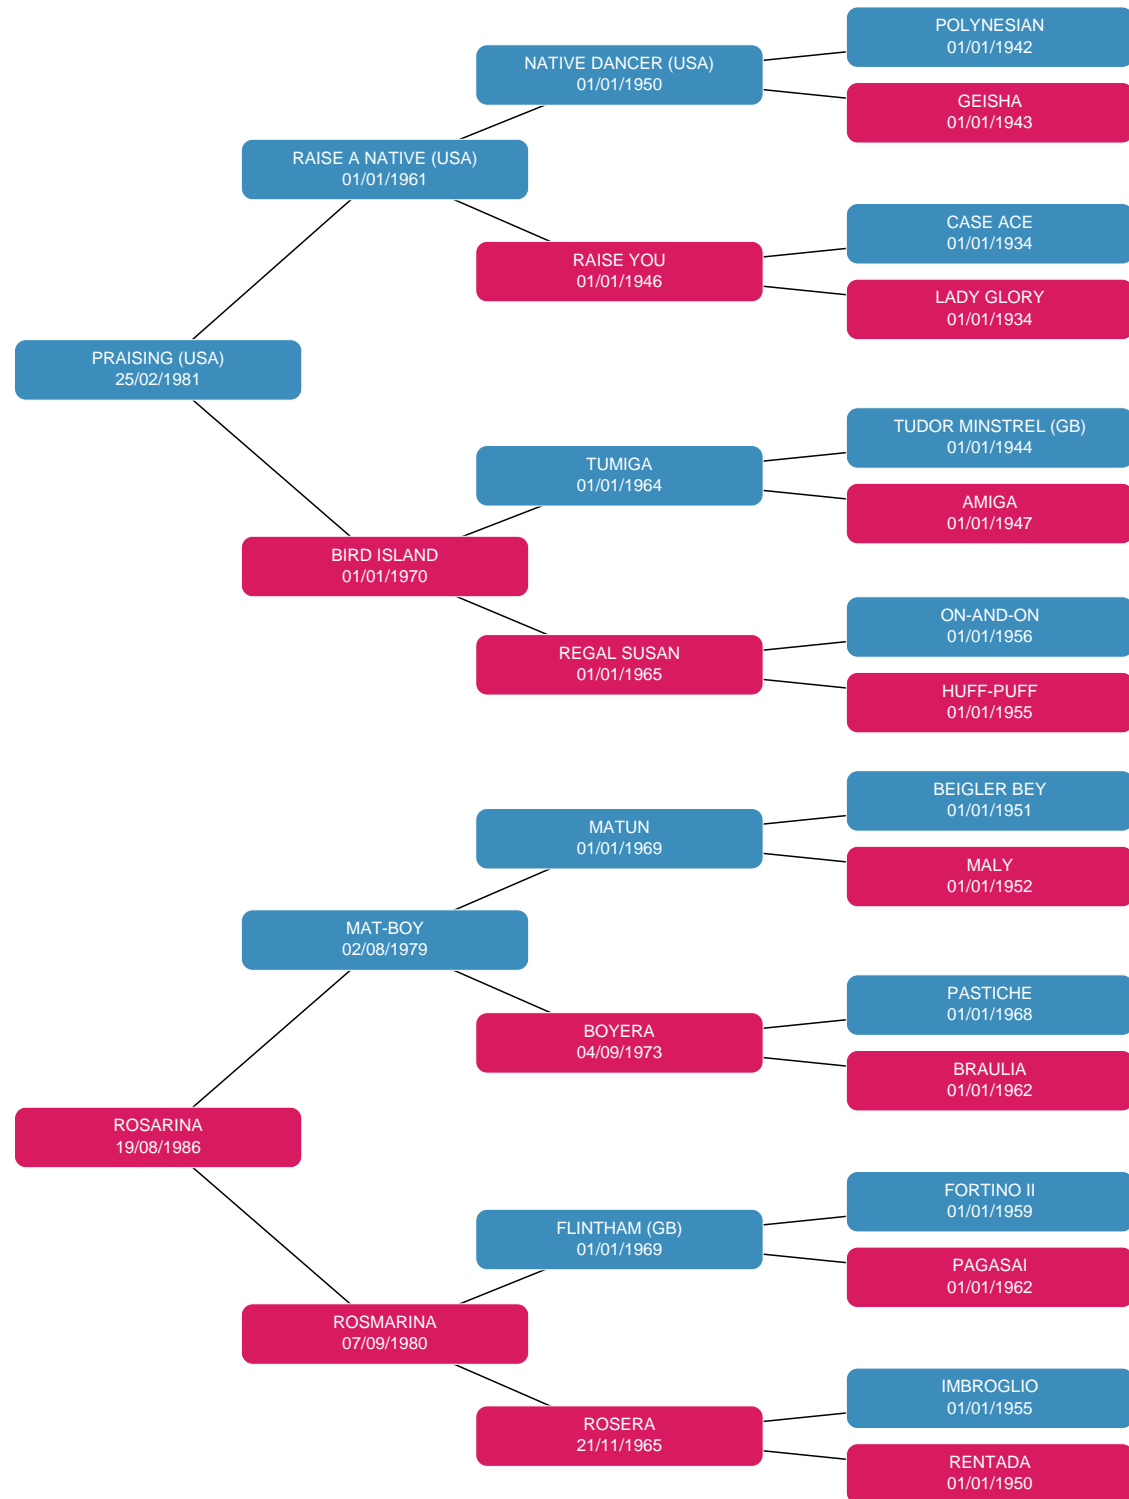 POLYNESIAN
01/01/1942
NATIVE DANCER (USA)
01/01/1950
GEISHA
01/01/1943
RAISE A NATIVE (USA)
01/01/1961
CASE ACE
01/01/1934
RAISE YOU
01/01/1946
LADY GLORY
01/01/1934
PRAISING (USA)
25/02/1981
TUDOR MINSTREL (GB)
01/01/1944
TUMIGA
01/01/1964
AMIGA
01/01/1947
BIRD ISLAND
01/01/1970
ON-AND-ON
01/01/1956
REGAL SUSAN
01/01/1965
HUFF-PUFF
01/01/1955
BEIGLER BEY
01/01/1951
MATUN
01/01/1969
MALY
01/01/1952
MAT-BOY
02/08/1979
PASTICHE
01/01/1968
BOYERA
04/09/1973
BRAULIA
01/01/1962
ROSARINA
19/08/1986
FORTINO II
01/01/1959
FLINTHAM (GB)
01/01/1969
PAGASAI
01/01/1962
ROSMARINA
07/09/1980
IMBROGLIO
01/01/1955
ROSERA
21/11/1965
RENTADA
01/01/1950